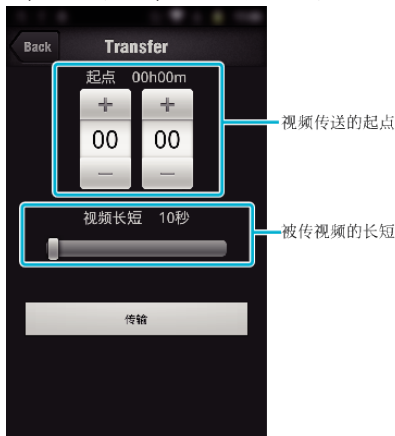 Back Transfer
起点 00h00m
+ +
00 00
— —
视频传送的起点
视频长短 10秒
被传视频的长短
传输